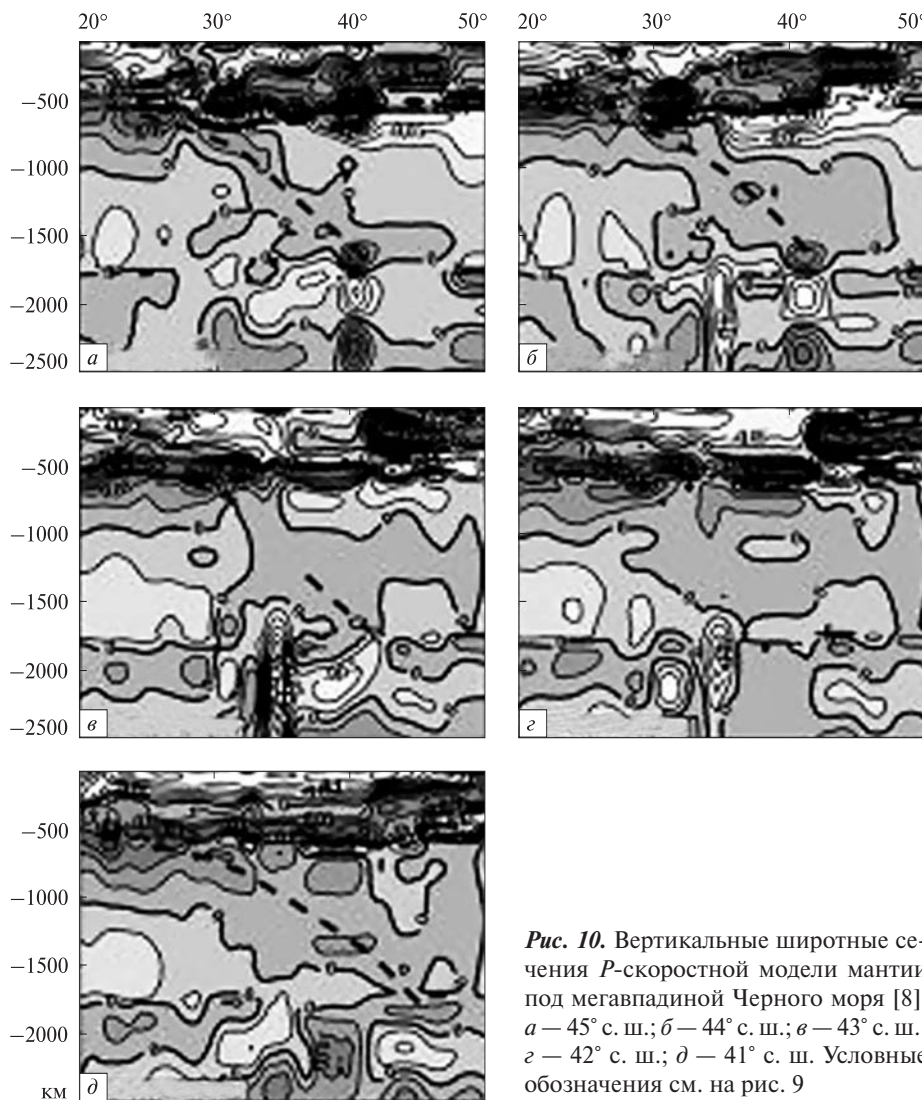 20° 30° 40° 50° 20° 30° 40° 50°
−500
−1000
−1500
−2000
−2500
а б
−500
−1000
−1500
−2000
−2500
в г
−500
−1000
−1500
−2000
км
д
Рис. 10. Вертикальные широтные се-
чения P-скоростной модели мантии
под мегавпадиной Черного моря [8]
а — 45° с. ш.; б — 44° с. ш.; в — 43° с. ш.
г — 42° с. ш.; д — 41° с. ш. Условные
обозначения см. на рис. 9